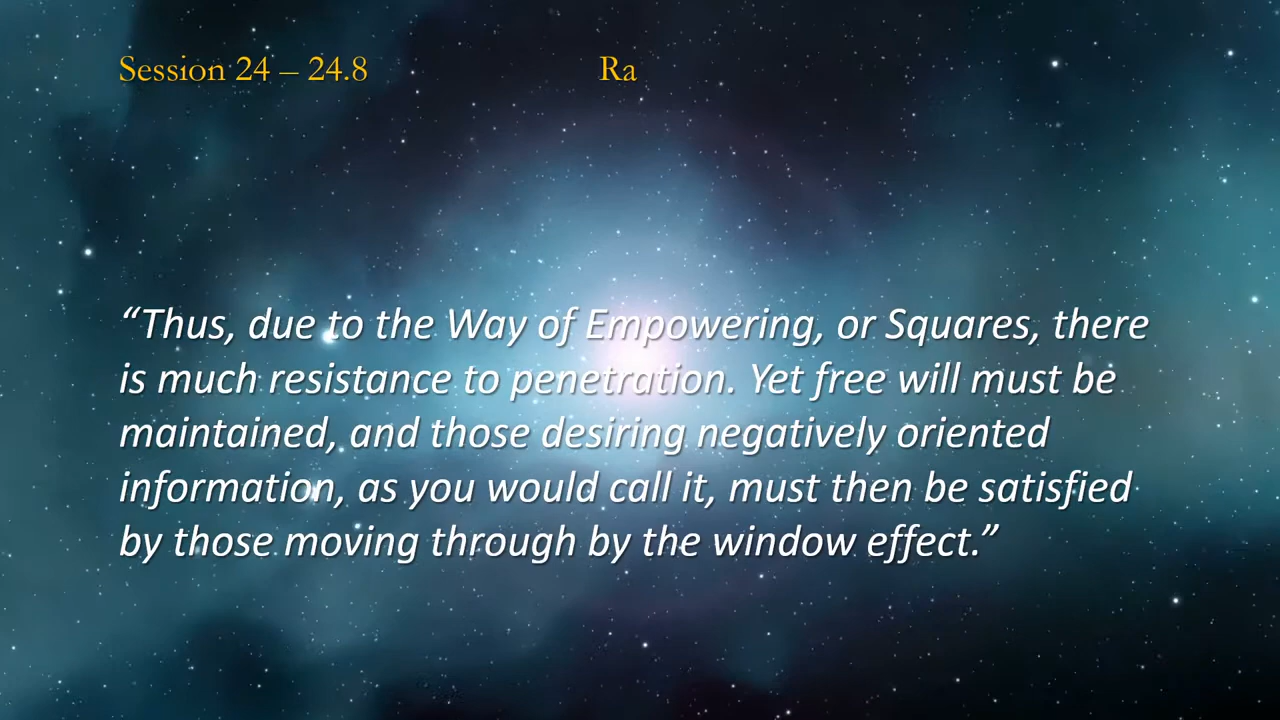 Session 24 – 24.8 Ra
“Thus, due to the Way of Empowering, or Squares, there
is much resistance to penetration. Yet free will must be
maintained, and those desiring negatively oriented
information, as you would call it, must then be satisfied
by those moving through by the window effect.”